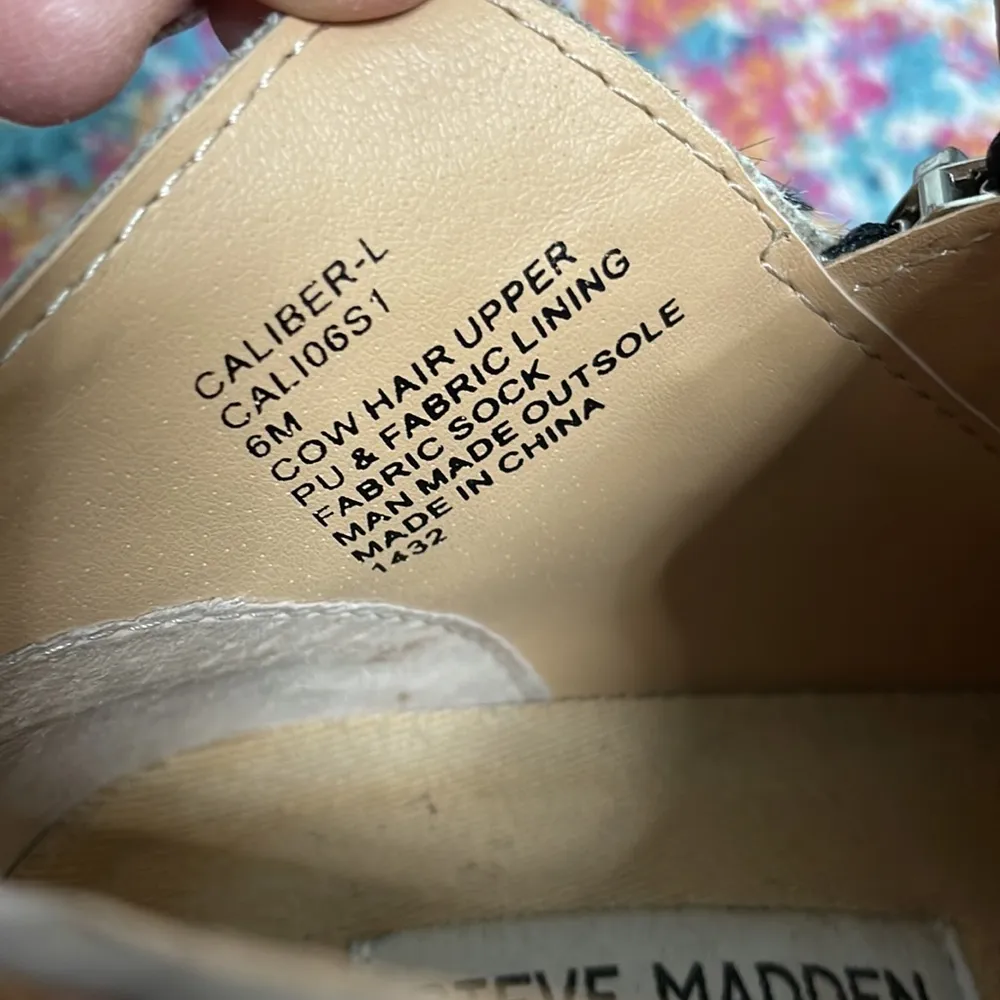 CALIBER-L
CALI06S1
6M
COW HAIR UPPER
PU & FABRIC LINING
FABRIC SOCK
MAN MADE OUTSOLE
MADE IN CHINA
1432
STEVE MADDEN